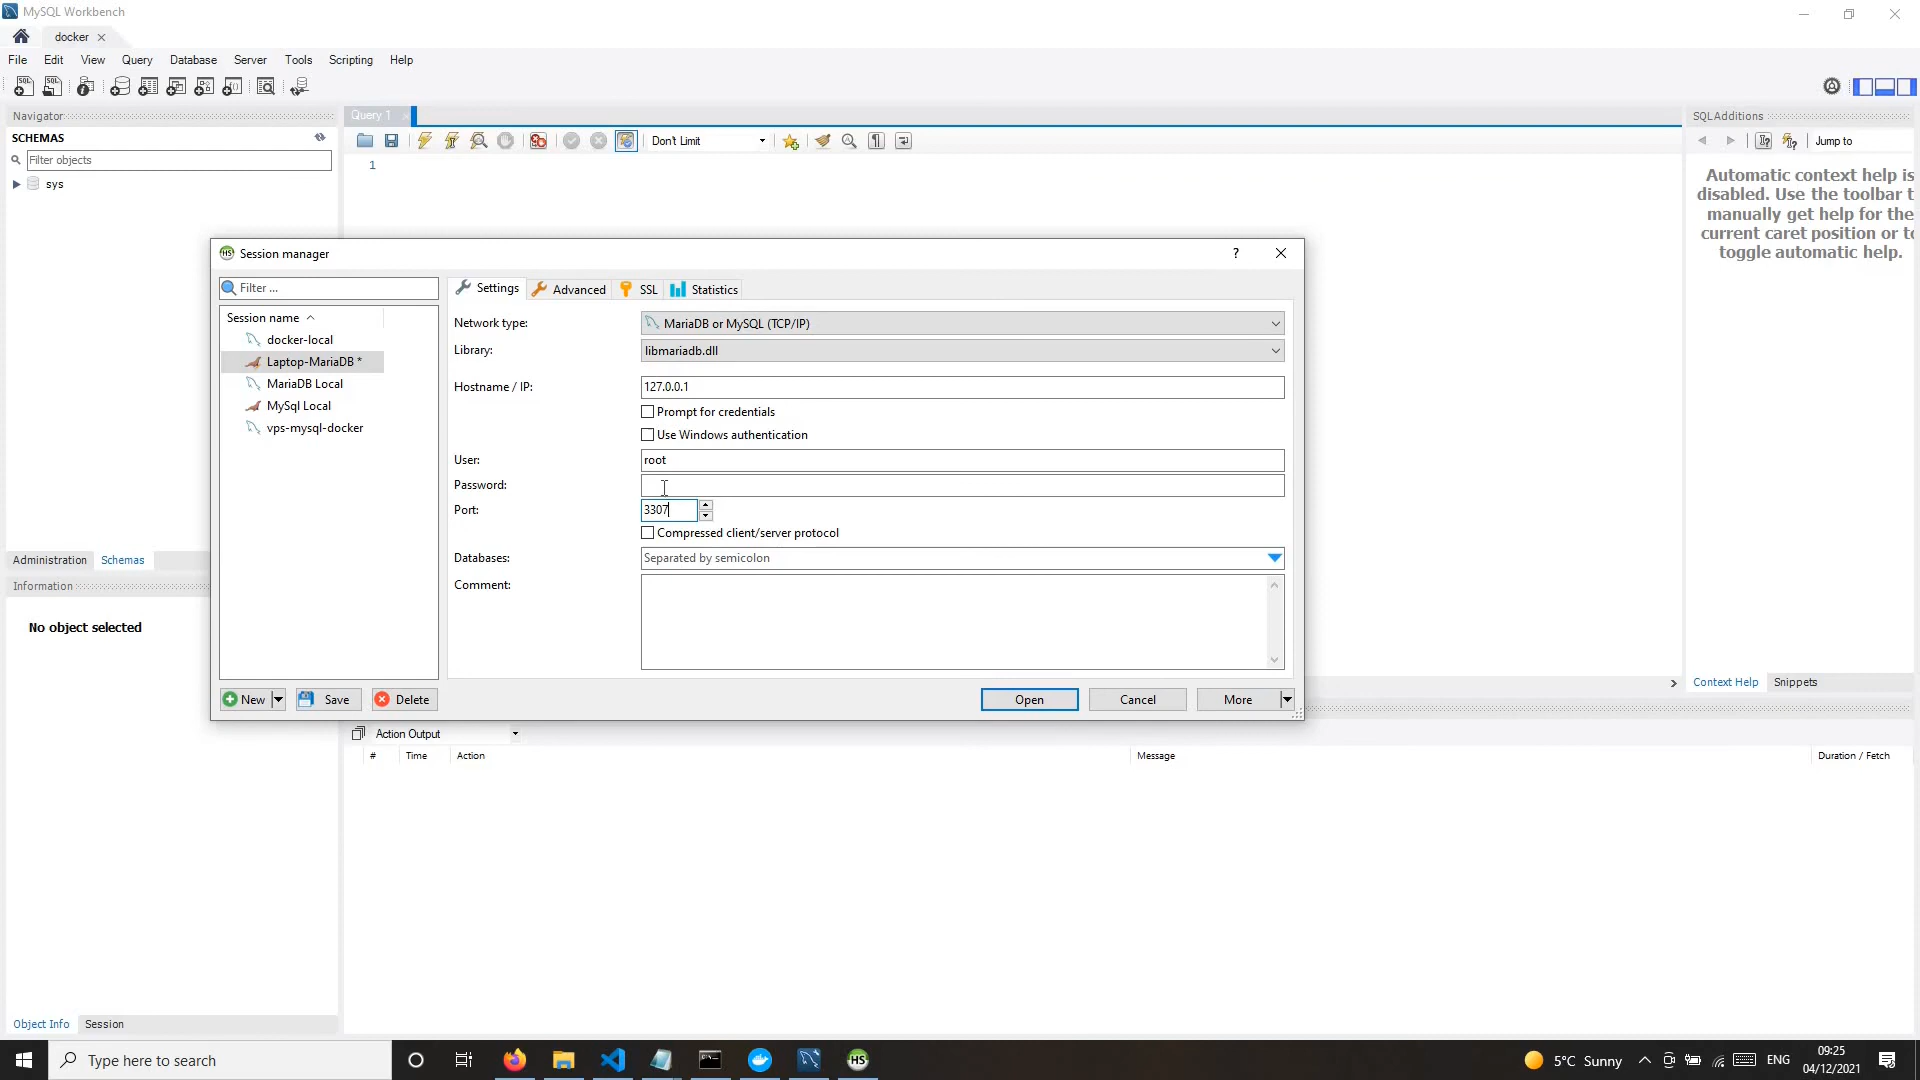 MySQL Workbench
docker
File Edit View Query Database Server Tools Scripting Help
Navigator
SCHEMAS
Filter objects
sys
Query 1
Don't Limit
1
SQLAdditions
Jump to
Automatic context help is
disabled. Use the toolbar t
manually get help for the
current caret position or to
toggle automatic help.
Session manager
?
Filter ...
Session name
docker-local
Laptop-MariaDB *
MariaDB Local
MySql Local
vps-mysql-docker
Settings Advanced SSL Statistics
Network type: MariaDB or MySQL (TCP/IP)
Library: libmariadb.dll
Hostname / IP: 127.0.0.1
Prompt for credentials
Use Windows authentication
User: root
Password:
Port: 3307
Compressed client/server protocol
Databases: Separated by semicolon
Comment:
New Save Delete Open Cancel More
Administration Schemas
Information
No object selected
Context Help Snippets
Action Output
# Time Action Message Duration / Fetch
Object Info Session
Type here to search
HS
5°C Sunny
ENG
09:25
04/12/2021